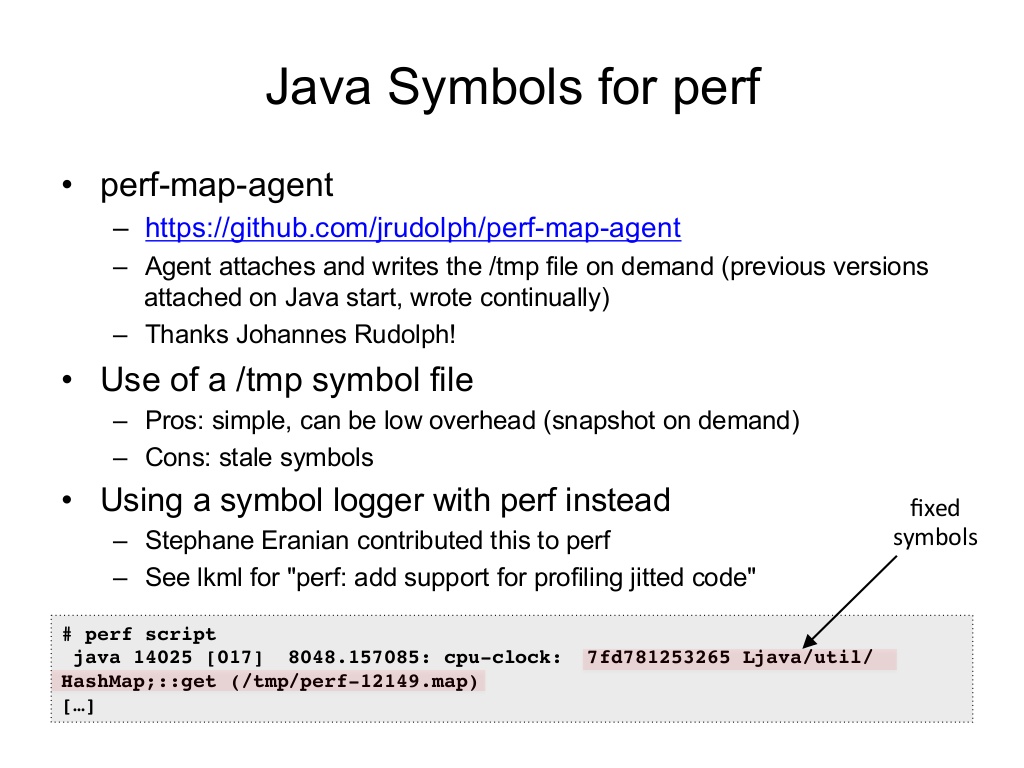 Java Symbols for perf
• perf-map-agent
– https://github.com/jrudolph/perf-map-agent
– Agent attaches and writes the /tmp file on demand (previous versions
attached on Java start, wrote continually)
– Thanks Johannes Rudolph!
• Use of a /tmp symbol file
– Pros: simple, can be low overhead (snapshot on demand)
– Cons: stale symbols
• Using a symbol logger with perf instead
– Stephane Eranian contributed this to perf
– See lkml for "perf: add support for profiling jitted code"
fixed
symbols
# perf script
java 14025 [017]  8048.157085: cpu-clock:  7fd781253265 Ljava/util/
HashMap;::get (/tmp/perf-12149.map)
[…]